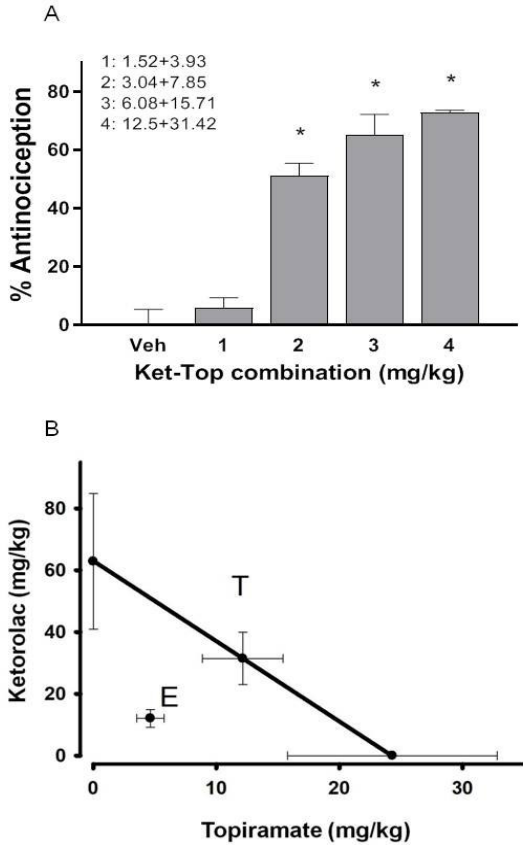 A
1: 1.52+3.93
2: 3.04+7.85
3: 6.08+15.71
4: 12.5+31.42
% Antinociception
80
60
40
20
0
* * *
Veh 1 2 3 4
Ket-Top combination (mg/kg)
B
Ketorolac (mg/kg)
80
60
40
20
0
T
E
0 10 20 30
Topiramate (mg/kg)